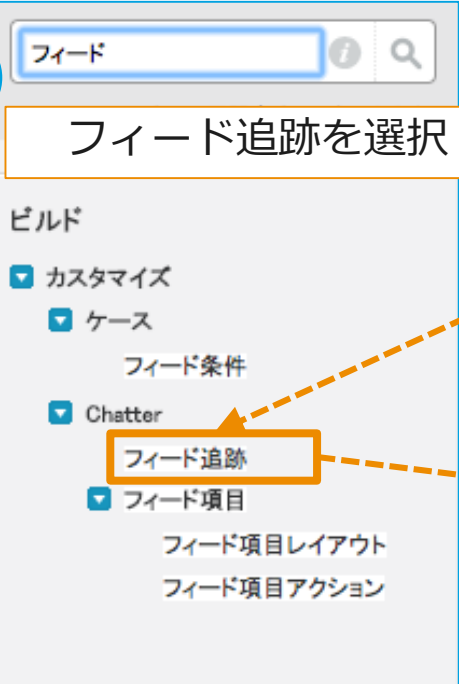 フィード
フィード追跡を選択
ビルド
カスタマイズ
ケース
フィード条件
Chatter
フィード追跡
フィード項目
フィード項目レイアウト
フィード項目アクション